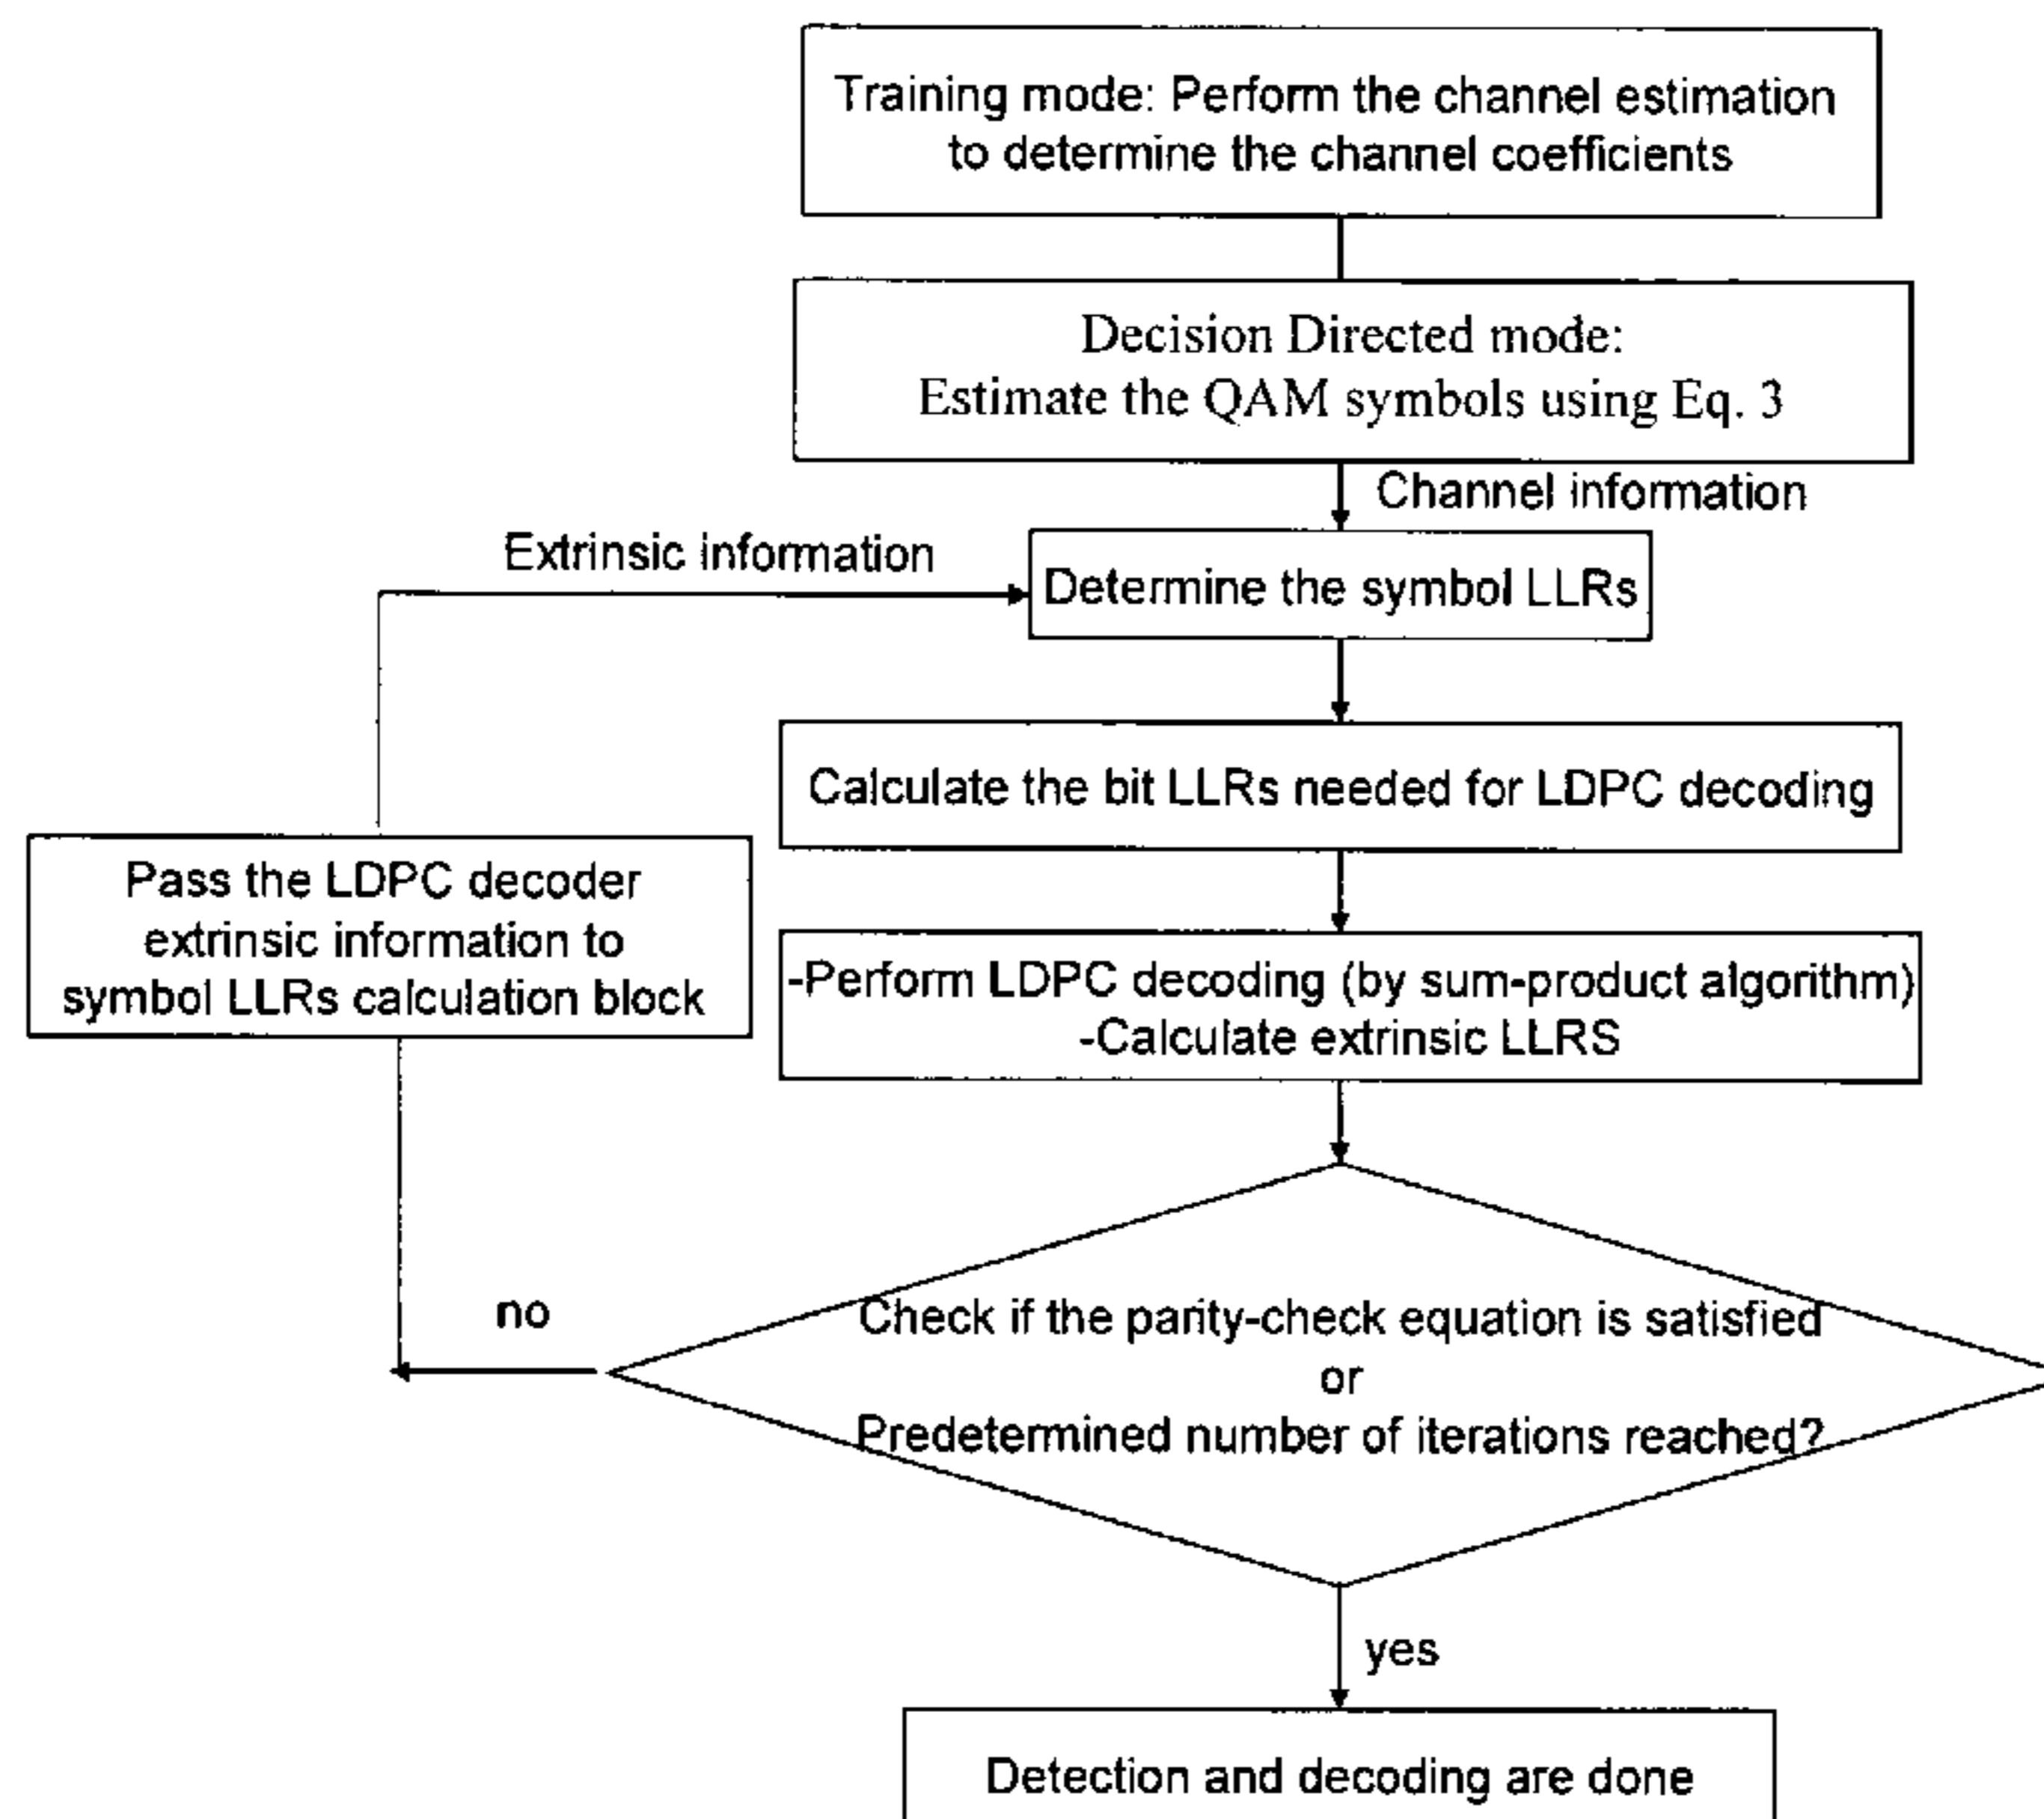 Training mode: Perform the channel estimation
to determine the channel coefficients
Decision Directed mode:
Estimate the QAM symbols using Eq. 3
Channel information
Extrinsic information
Determine the symbol LLRs
Calculate the bit LLRs needed for LDPC decoding
Pass the LDPC decoder
extrinsic information to
symbol LLRs calculation block
-Perform LDPC decoding (by sum-product algorithm)
-Calculate extrinsic LLRS
no
Check if the parity-check equation is satisfied
or
Predetermined number of iterations reached?
yes
Detection and decoding are done